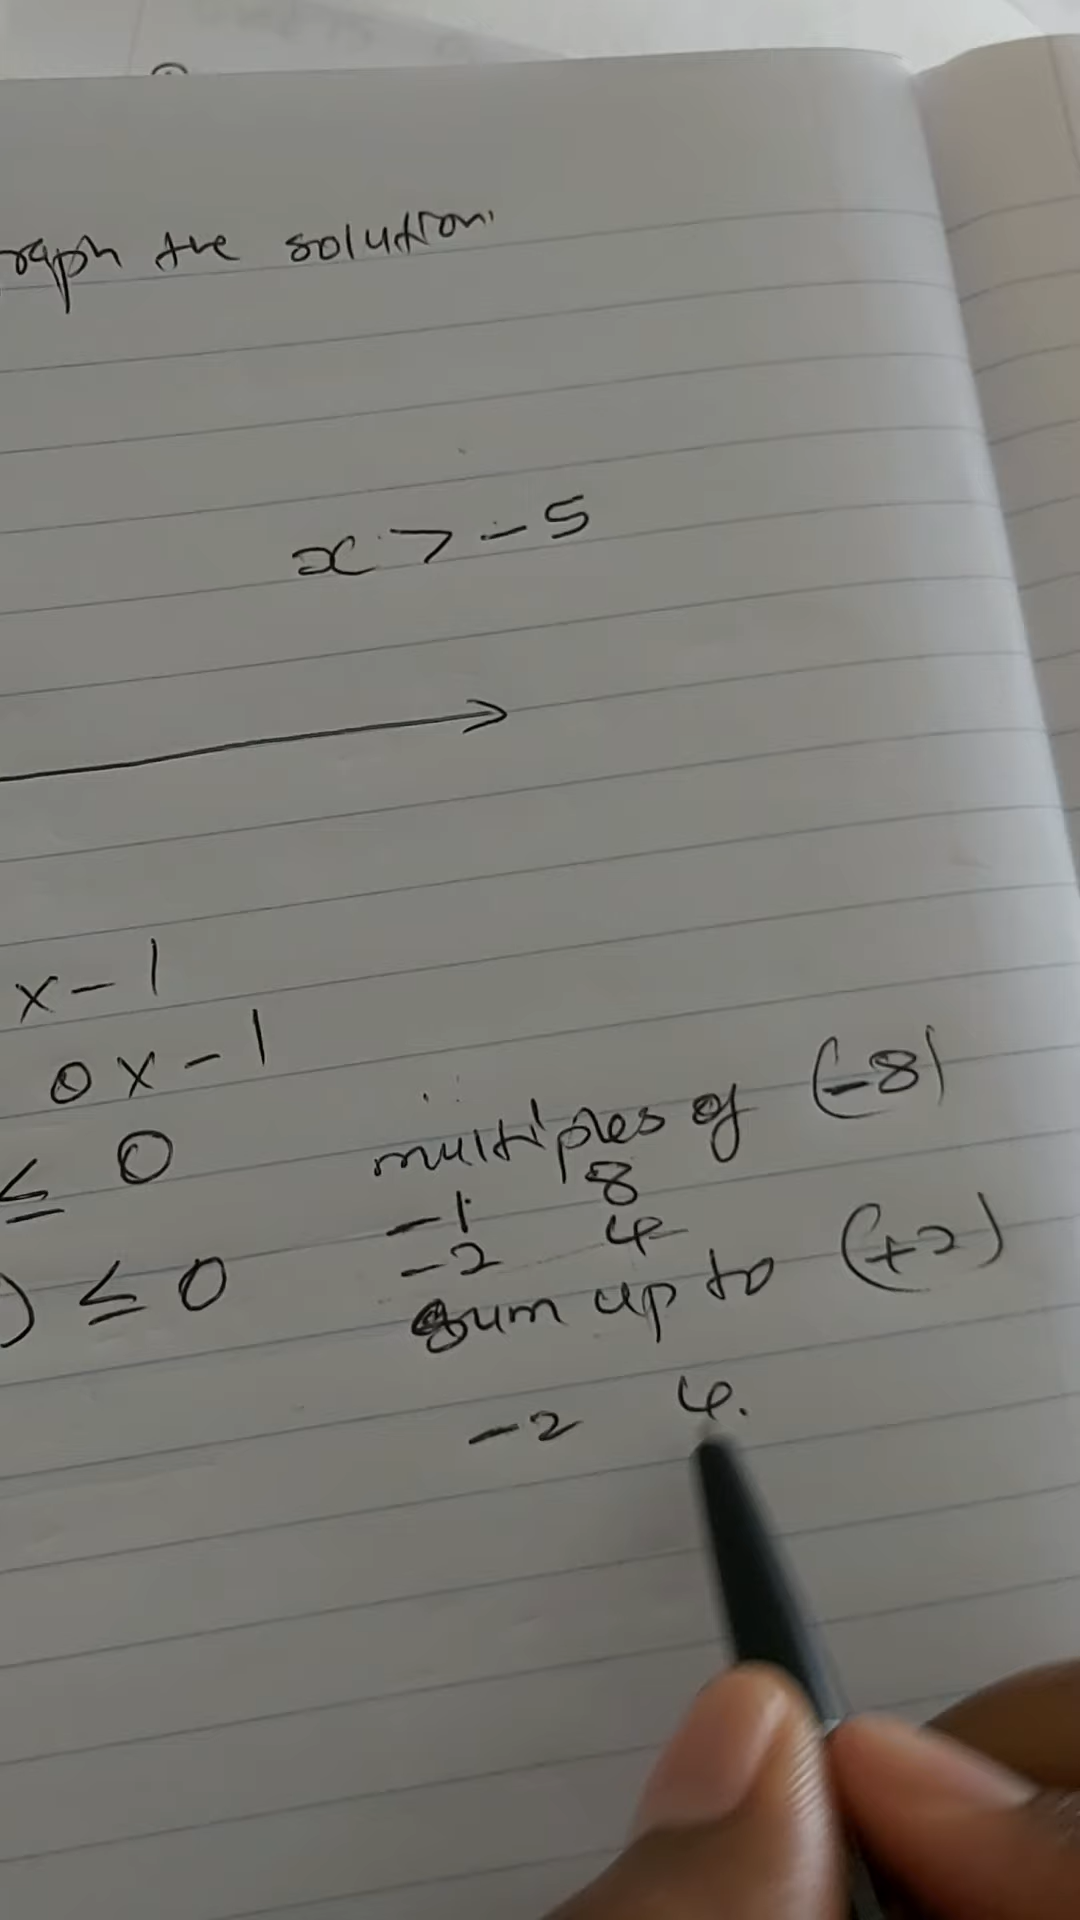 raph the solution.
x > - 5
x - 1
0x - 1
≤ 0
multiples of (-8)
-1 8
-2 4
) ≤ 0
sum up to (+2)
-2 4.